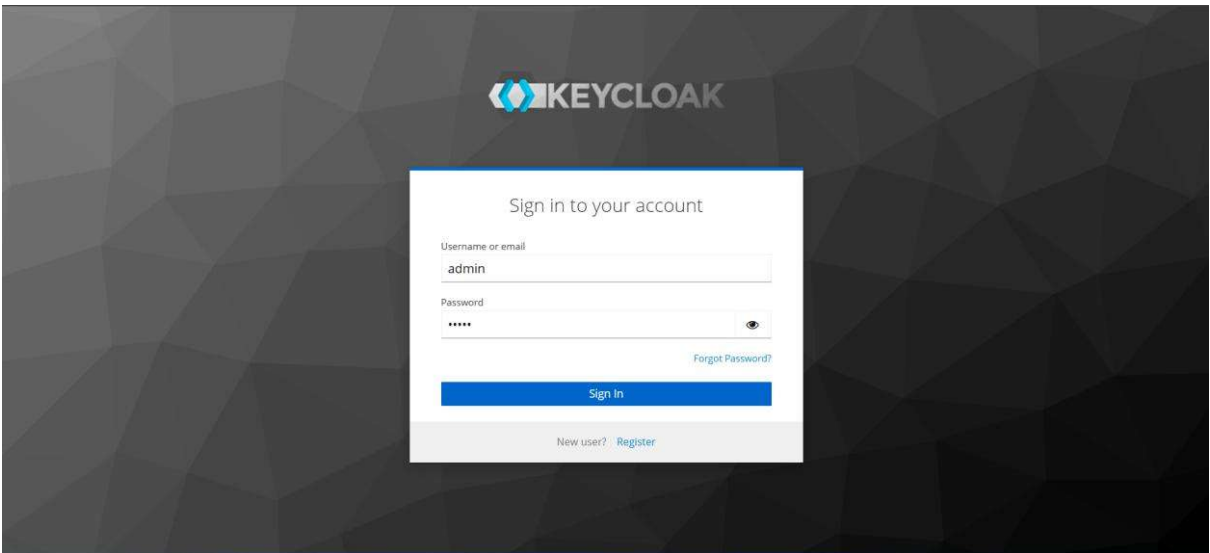 KEYCLOAK
Sign in to your account
Username or email
admin
Password
•••••
Forgot Password?
Sign In
New user? Register